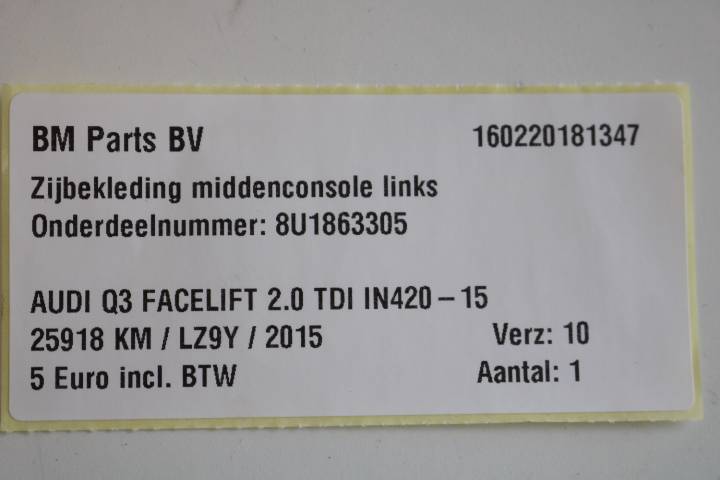 BM Parts BV 160220181347
Zijbekleding middenconsole links
Onderdeelnummer: 8U1863305
AUDI Q3 FACELIFT 2.0 TDI IN420-15
25918 KM / LZ9Y / 2015 Verz: 10
5 Euro incl. BTW Aantal: 1